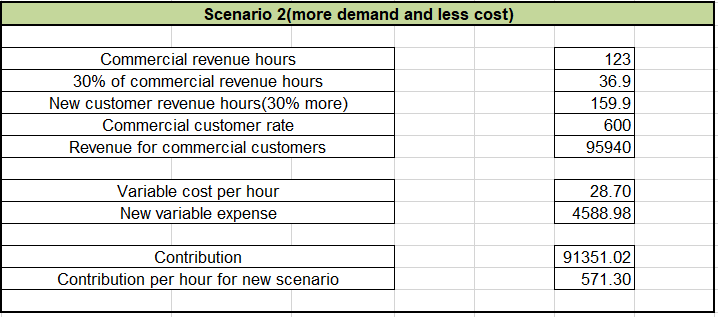 Scenario 2(more demand and less cost)
Commercial revenue hours 123
30% of commercial revenue hours 36.9
New customer revenue hours(30% more) 159.9
Commercial customer rate 600
Revenue for commercial customers 95940
Variable cost per hour 28.70
New variable expense 4588.98
Contribution 91351.02
Contribution per hour for new scenario 571.30